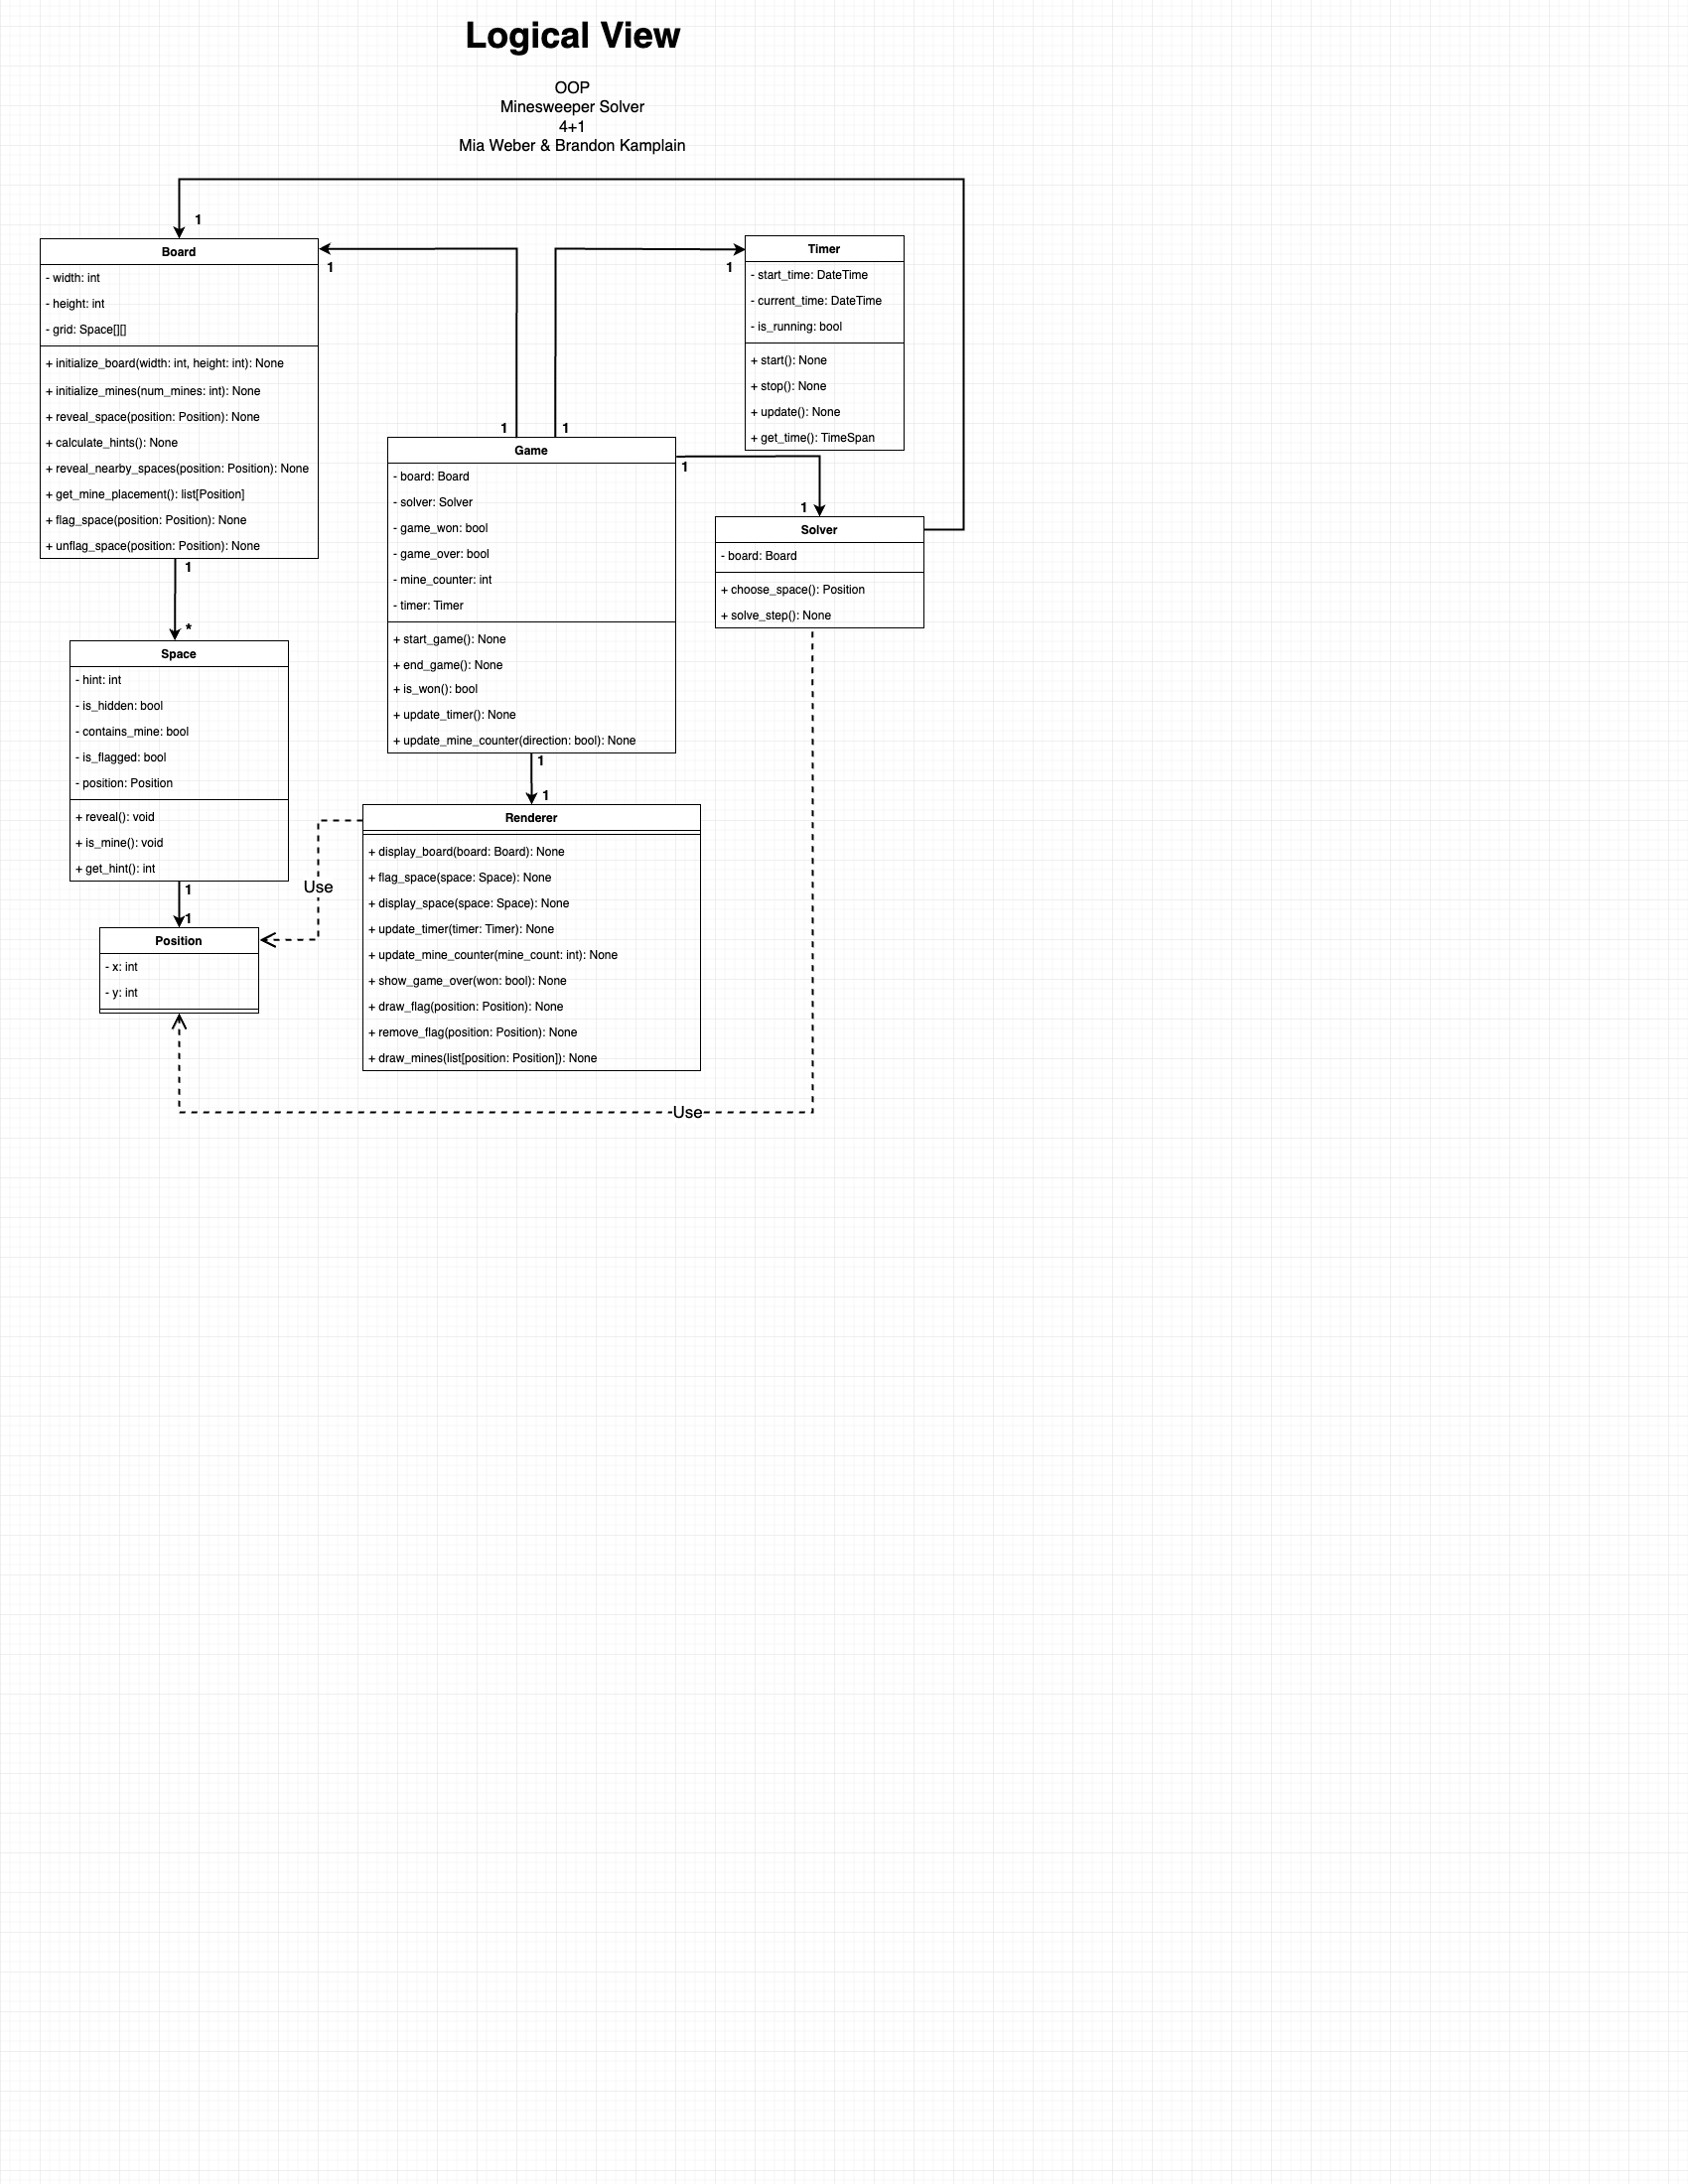 Logical View
OOP
Minesweeper Solver
4+1
Mia Weber & Brandon Kamplain
1
Board
- width: int
- height: int
- grid: Space[][]
+ initialize_board(width: int, height: int): None
+ initialize_mines(num_mines: int): None
+ reveal_space(position: Position): None
+ calculate_hints(): None
+ reveal_nearby_spaces(position: Position): None
+ get_mine_placement(): list[Position]
+ flag_space(position: Position): None
+ unflag_space(position: Position): None
1
1
Timer
- start_time: DateTime
- current_time: DateTime
- is_running: bool
+ start(): None
+ stop(): None
+ update(): None
+ get_time(): TimeSpan
1
1
Game
- board: Board
- solver: Solver
- game_won: bool
- game_over: bool
- mine_counter: int
- timer: Timer
+ start_game(): None
+ end_game(): None
+ is_won(): bool
+ update_timer(): None
+ update_mine_counter(direction: bool): None
1
1
Solver
- board: Board
+ choose_space(): Position
+ solve_step(): None
1
*
Space
- hint: int
- is_hidden: bool
- contains_mine: bool
- is_flagged: bool
- position: Position
+ reveal(): void
+ is_mine(): void
+ get_hint(): int
1
1
Position
- x: int
- y: int
1
1
Renderer
+ display_board(board: Board): None
+ flag_space(space: Space): None
+ display_space(space: Space): None
+ update_timer(timer: Timer): None
+ update_mine_counter(mine_count: int): None
+ show_game_over(won: bool): None
+ draw_flag(position: Position): None
+ remove_flag(position: Position): None
+ draw_mines(list[position: Position]): None
Use
Use